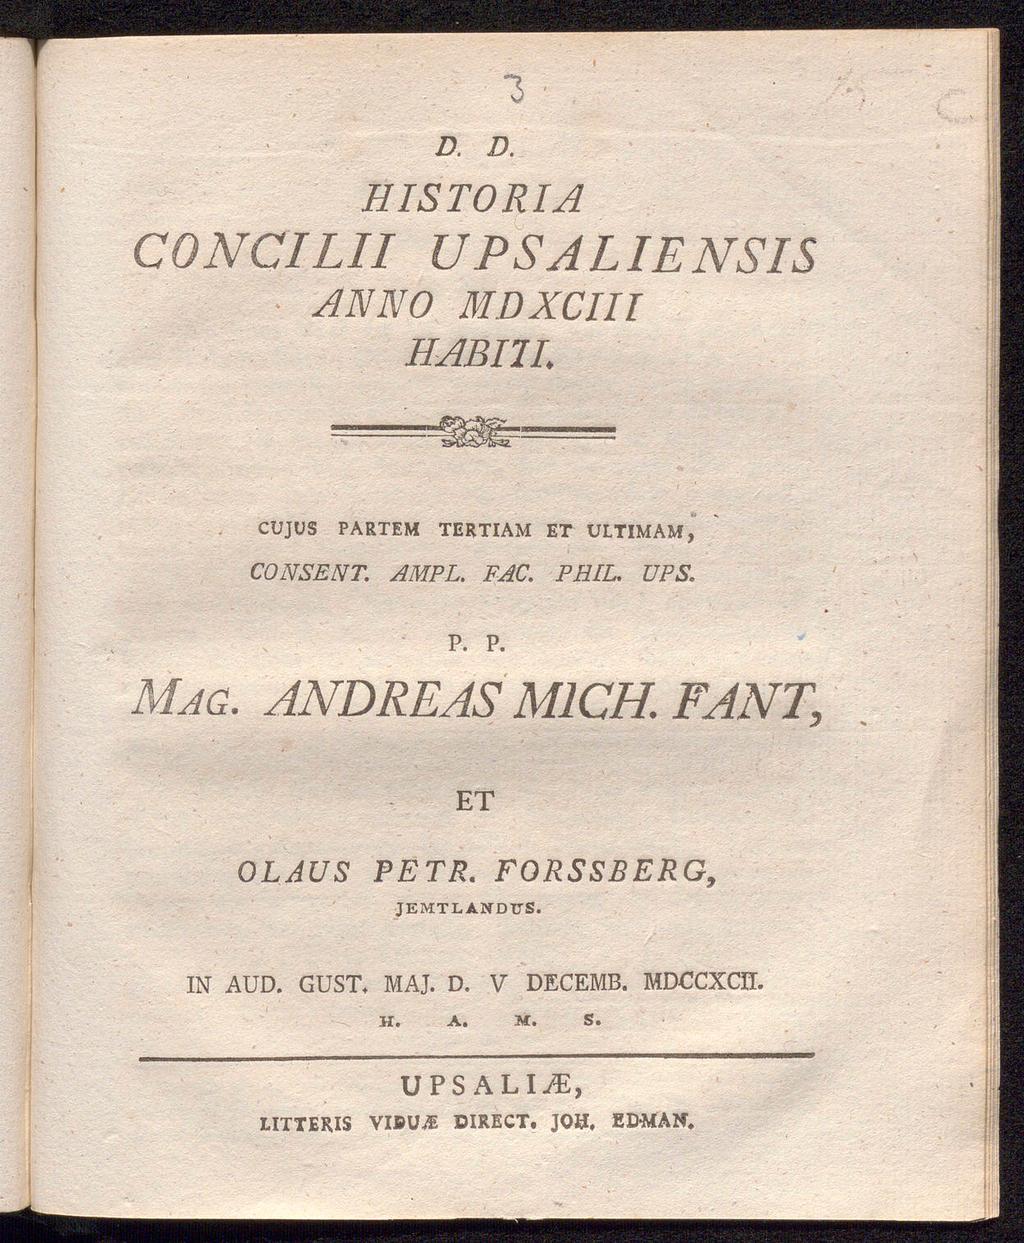 3
D. D.
HISTORIA
CONCILII UPSALIENSIS
ANNO MDXCIII
HABITI.
CUJUS PARTEM TERTIAM ET ULTIMAM,
CONSENT. AMPL. FAC. PHIL. UPS.
P. P.
MAG. ANDREAS MICH. FANT,
ET
OLAUS PETR. FORSSBERG,
JEMTLANDUS.
IN AUD. GUST. MAJ. D. V DECEMB. MDCCXCII.
H. A. M. S.
UPSALIÆ,
LITTERIS VIDUÆ DIRECT. JOH. EDMAN.